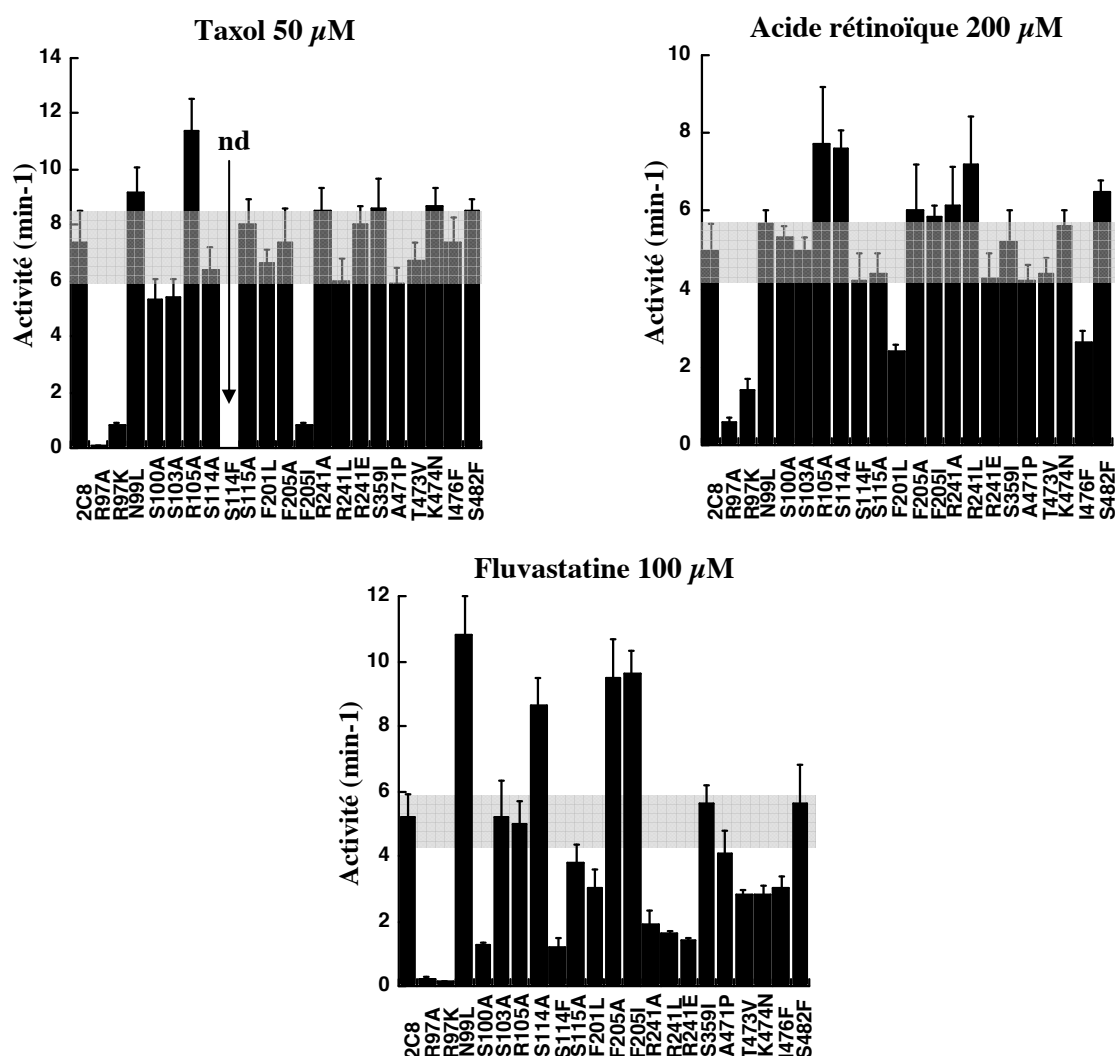 Taxol 50 µM
Activité (min-1)
14
12
10
8
6
4
2
0
nd
2C8
R97A
R97K
N99L
S100A
S103A
R105A
S114A
S114F
S115A
F201L
F205A
F205I
R241A
R241L
R241E
S359I
A471P
T473V
K474N
I476F
S482F
Acide rétinoïque 200 µM
Activité (min-1)
10
8
6
4
2
0
2C8
R97A
R97K
N99L
S100A
S103A
R105A
S114A
S114F
S115A
F201L
F205A
F205I
R241A
R241L
R241E
S359I
A471P
T473V
K474N
I476F
S482F
Fluvastatine 100 µM
Activité (min-1)
12
10
8
6
4
2
0
2C8
R97A
R97K
N99L
S100A
S103A
R105A
S114A
S114F
S115A
F201L
F205A
F205I
R241A
R241L
R241E
S359I
A471P
T473V
K474N
I476F
S482F